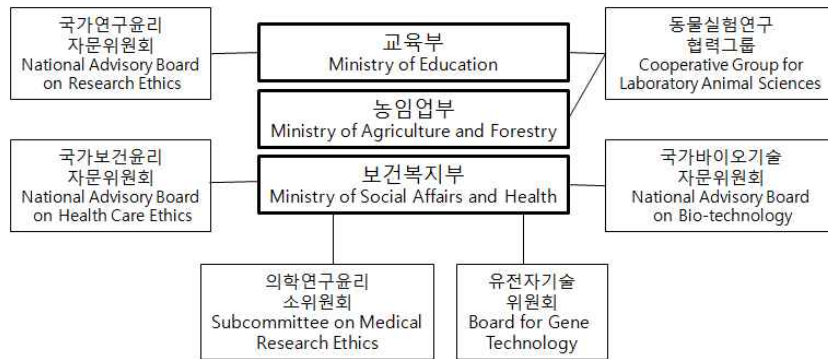 국가연구윤리
자문위원회
National Advisory Board
on Research Ethics
교육부
Ministry of Education
동물실험연구
협력그룹
Cooperative Group for
Laboratory Animal Sciences
농임업부
Ministry of Agriculture and Forestry
국가보건윤리
자문위원회
National Advisory Board
on Health Care Ethics
보건복지부
Ministry of Social Affairs and Health
국가바이오기술
자문위원회
National Advisory Board
on Bio-technology
의학연구윤리
소위원회
Subcommittee on Medical
Research Ethics
유전자기술
위원회
Board for Gene
Technology